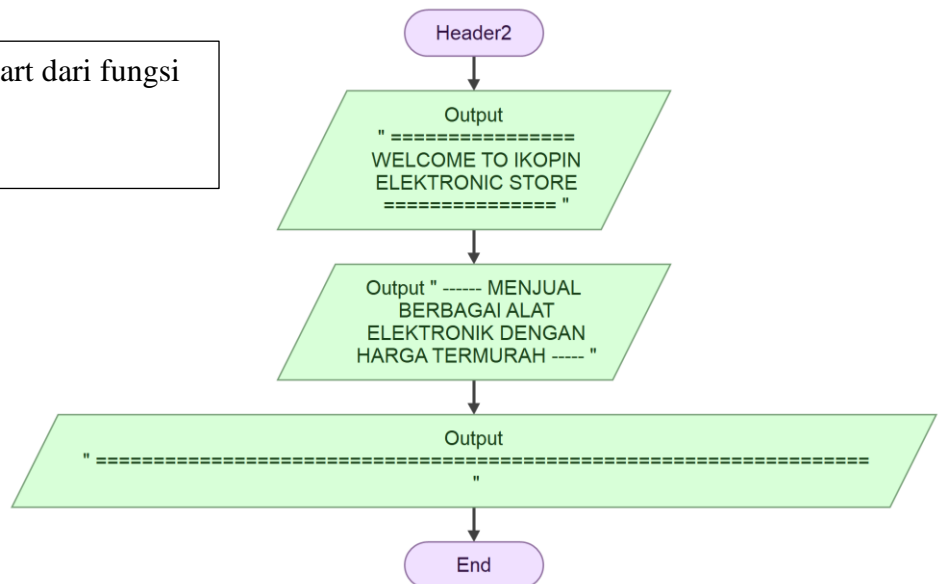 Header2
art dari fungsi
Output
" ================
WELCOME TO IKOPIN
ELEKTRONIC STORE
=============== "
Output " ------ MENJUAL
BERBAGAI ALAT
ELEKTRONIK DENGAN
HARGA TERMURAH ----- "
Output
" ===================================================================
"
End